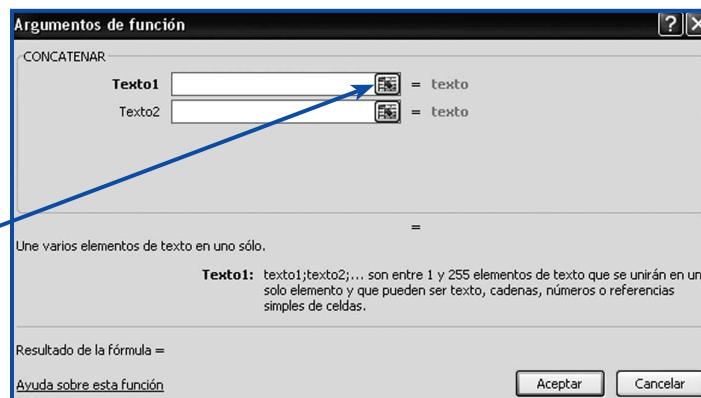 Argumentos de función
CONCATENAR
Texto1 = texto
Texto2 = texto
=
Une varios elementos de texto en uno sólo.
Texto1: texto1;texto2;... son entre 1 y 255 elementos de texto que se unirán en un
solo elemento y que pueden ser texto, cadenas, números o referencias
simples de celdas.
Resultado de la fórmula =
Ayuda sobre esta función
Aceptar Cancelar